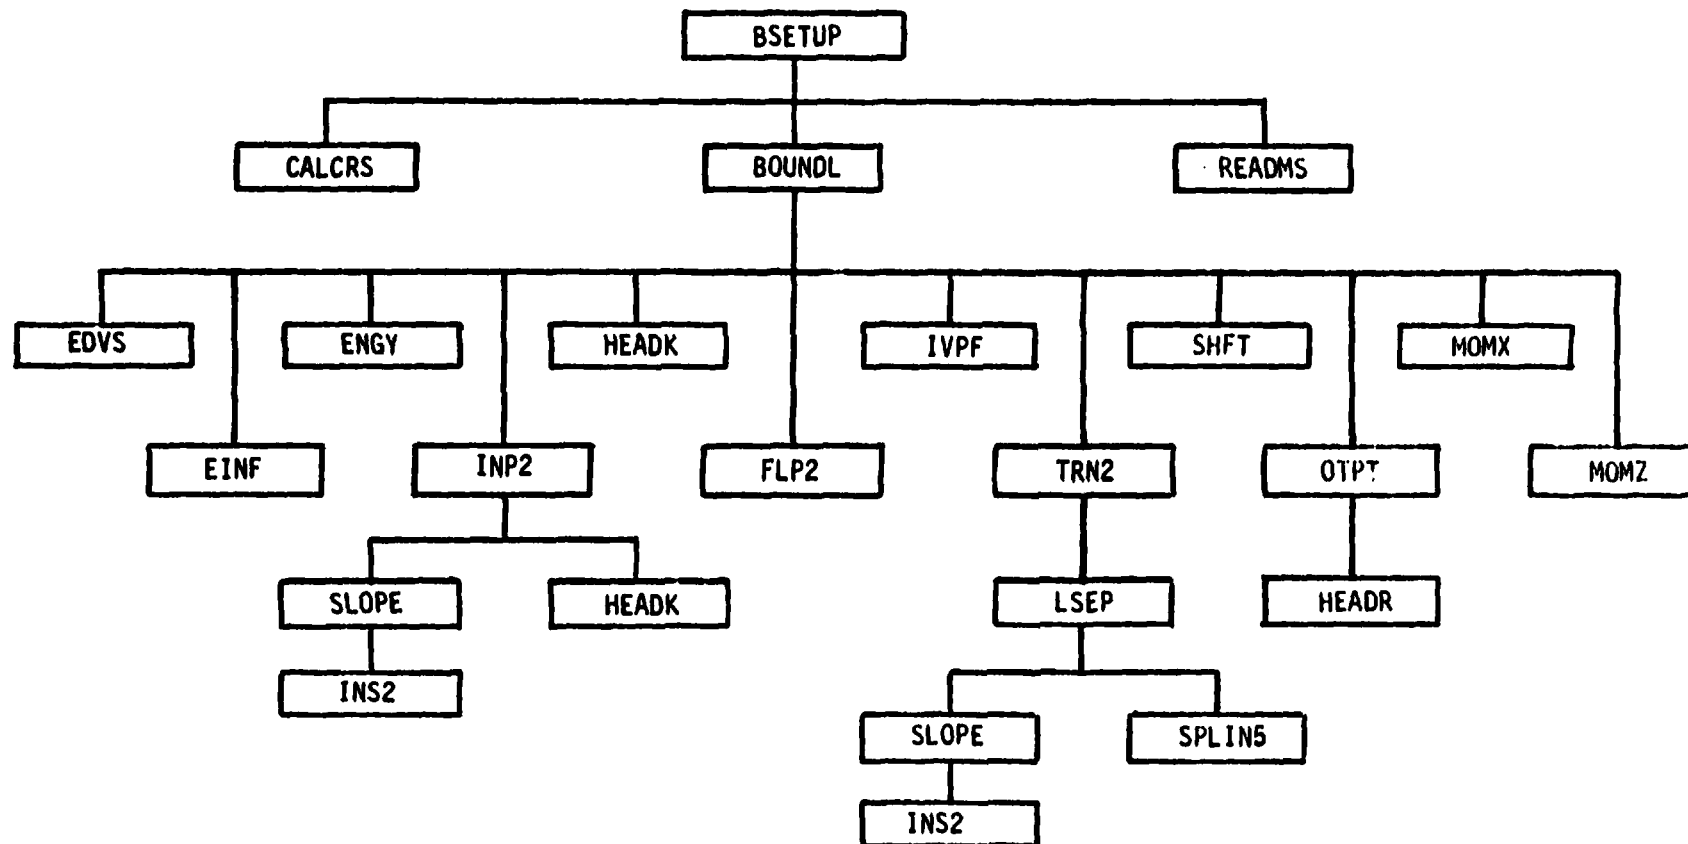 BSETUP
CALCRS
BOUNDL
READMS
EDVS
ENGY
HEADK
IVPF
SHFT
MOMX
EINF
INP2
FLP2
TRN2
OTPT
MOMZ
SLOPE
HEADK
LSEP
HEADR
INS2
SLOPE
SPLIN5
INS2